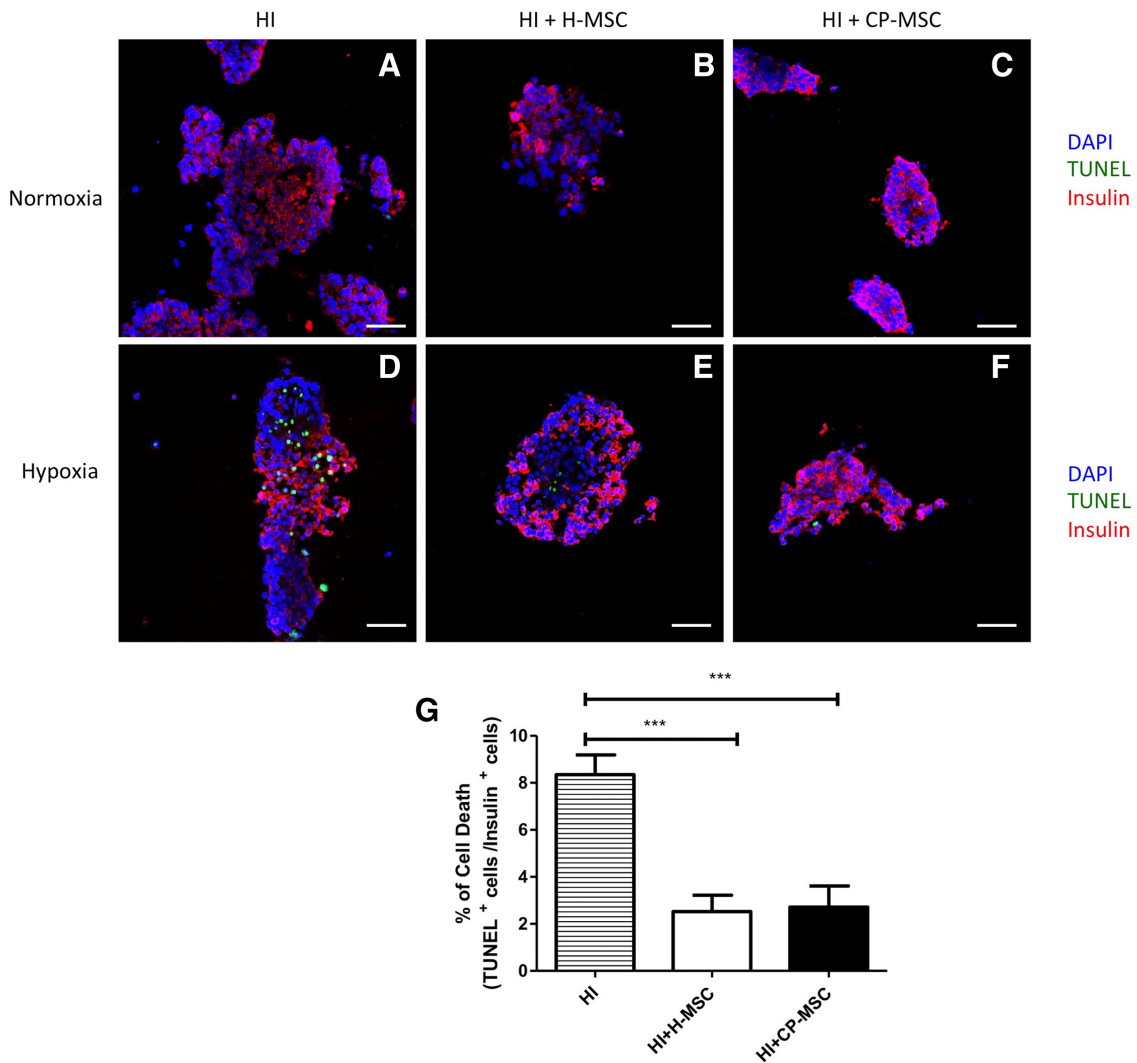 HI
HI + H-MSC
HI + CP-MSC
Normoxia
A
B
C
DAPI
TUNEL
Insulin
Hypoxia
D
E
F
DAPI
TUNEL
Insulin
G
***
***
% of Cell Death
(TUNEL + cells /Insulin + cells)
10
8
6
4
2
0
HI
HI+H-MSC
HI+CP-MSC